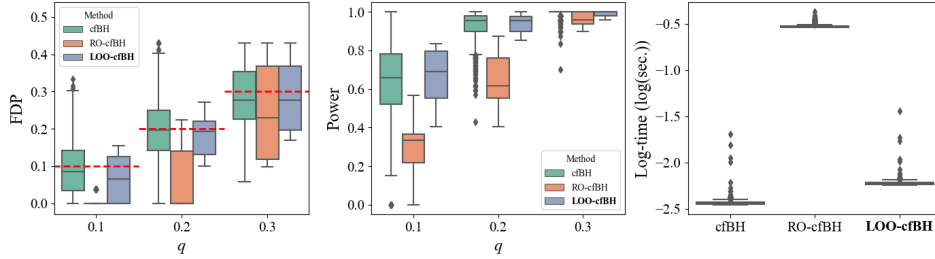 0.5
0.4
0.3
0.2
0.1
0.0
FDP
Method
cfBH
RO-cfBH
LOO-cfBH
0.1
0.2
0.3
q
1.0
0.8
0.6
0.4
0.2
0.0
Power
Method
cfBH
RO-cfBH
LOO-cfBH
0.1
0.2
0.3
q
−0.5
−1.0
−1.5
−2.0
−2.5
Log-time (log(sec.))
cfBH
RO-cfBH
LOO-cfBH